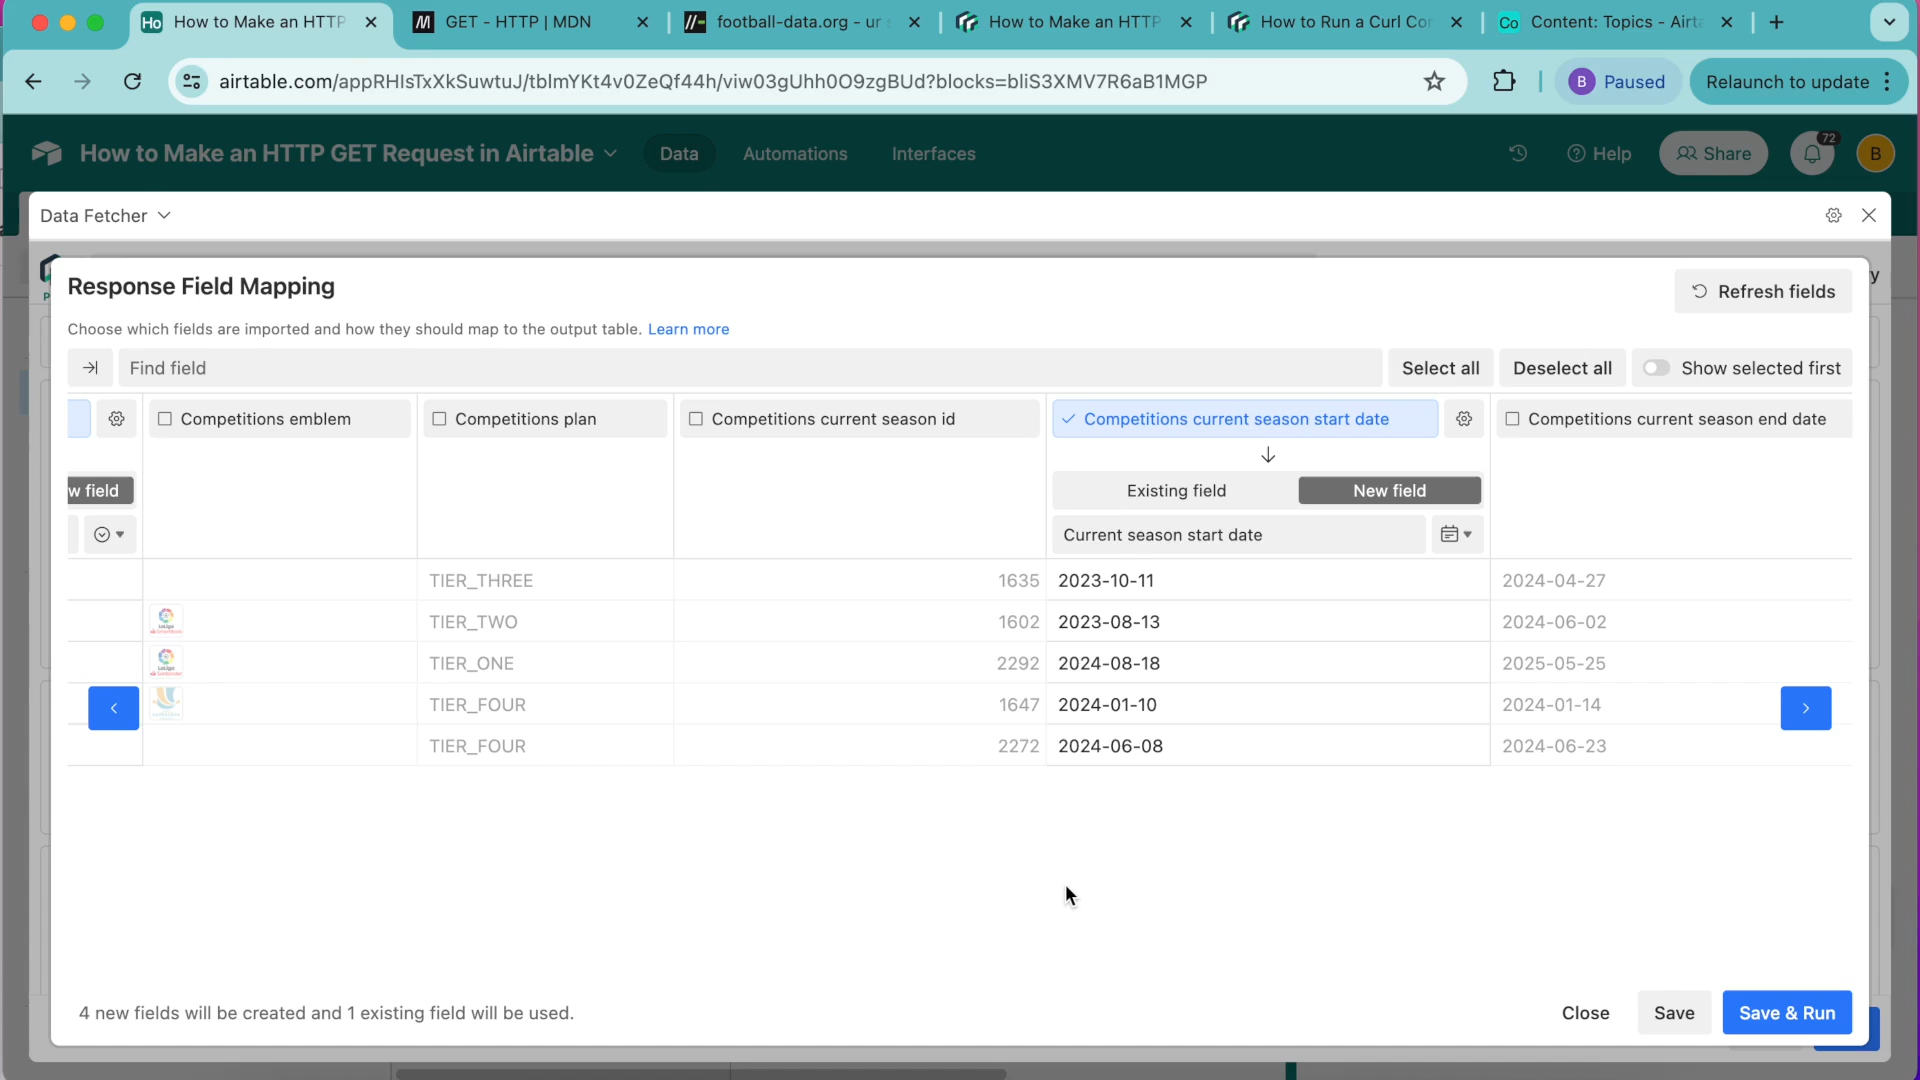 How to Make an HTTP
GET - HTTP | MDN
football-data.org - ur
How to Make an HTTP
How to Run a Curl Co
Content: Topics - Airta
airtable.com/appRHIsTxXkSuwtuJ/tblmYKt4v0ZeQf44h/viw03gUhh0O9zgBUd?blocks=bliS3XMV7R6aB1MGP
B Paused
Relaunch to update
How to Make an HTTP GET Request in Airtable
Data
Automations
Interfaces
Help
Share
72
B
Data Fetcher
Response Field Mapping
Refresh fields
Choose which fields are imported and how they should map to the output table. Learn more
Find field
Select all
Deselect all
Show selected first
Competitions emblem
Competitions plan
Competitions current season id
Competitions current season start date
Competitions current season end date
w field
Existing field
New field
Current season start date
TIER_THREE 1635 2023-10-11 2024-04-27
TIER_TWO 1602 2023-08-13 2024-06-02
TIER_ONE 2292 2024-08-18 2025-05-25
TIER_FOUR 1647 2024-01-10 2024-01-14
TIER_FOUR 2272 2024-06-08 2024-06-23
4 new fields will be created and 1 existing field will be used.
Close
Save
Save & Run